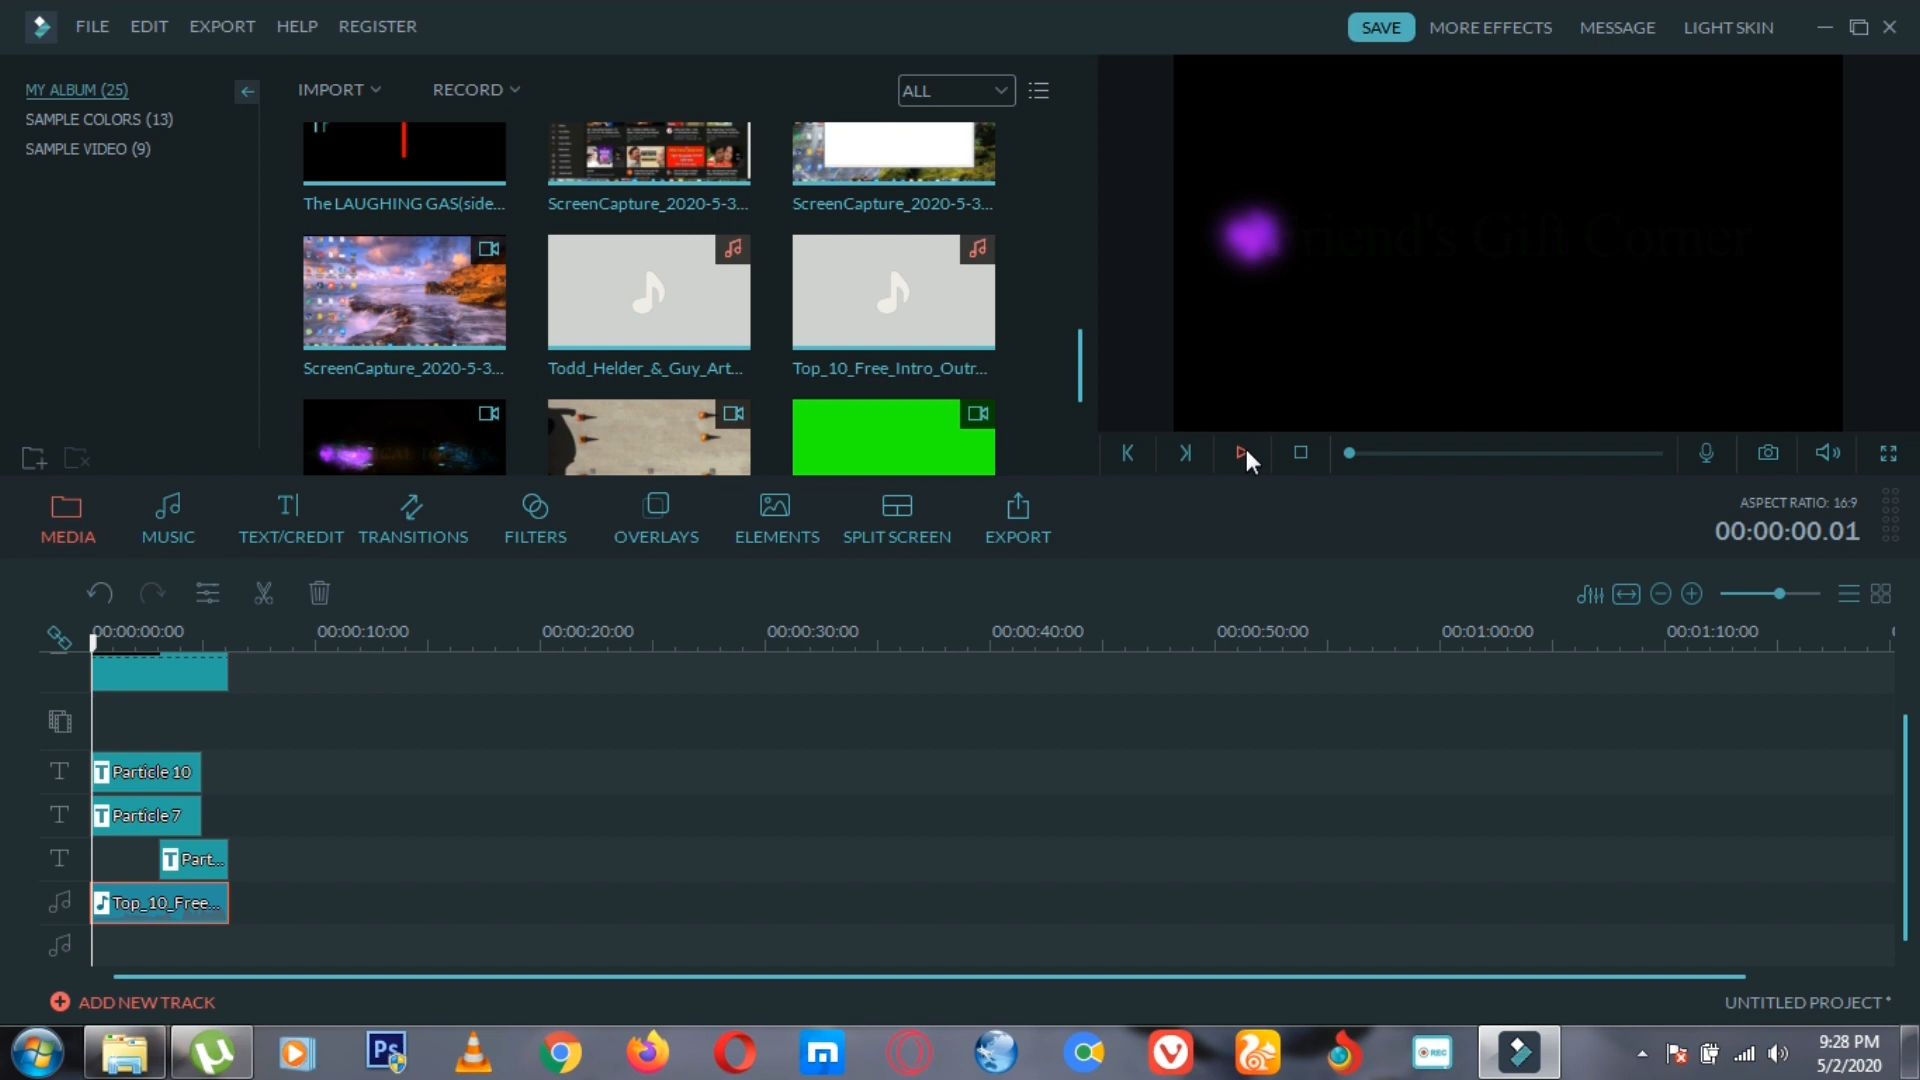 FILE EDIT EXPORT HELP REGISTER
SAVE MORE EFFECTS MESSAGE LIGHT SKIN
MY ALBUM (25)
SAMPLE COLORS (13)
SAMPLE VIDEO (9)
IMPORT RECORD ALL
The LAUGHING GAS(side... ScreenCapture_2020-5-3... ScreenCapture_2020-5-3...
ScreenCapture_2020-5-3... Todd_Helder_&_Guy_Art... Top_10_Free_Intro_Outr...
riend's Gift Corner
MEDIA MUSIC TEXT/CREDIT TRANSITIONS FILTERS OVERLAYS ELEMENTS SPLIT SCREEN EXPORT
ASPECT RATIO: 16:9
00:00:00.01
00:00:00:00 00:00:10:00 00:00:20:00 00:00:30:00 00:00:40:00 00:00:50:00 00:01:00:00 00:01:10:00
T T Particle 10
T T Particle 7
T T Part...
Top_10_Free...
ADD NEW TRACK
UNTITLED PROJECT *
Ps
REC
9:28 PM
5/2/2020